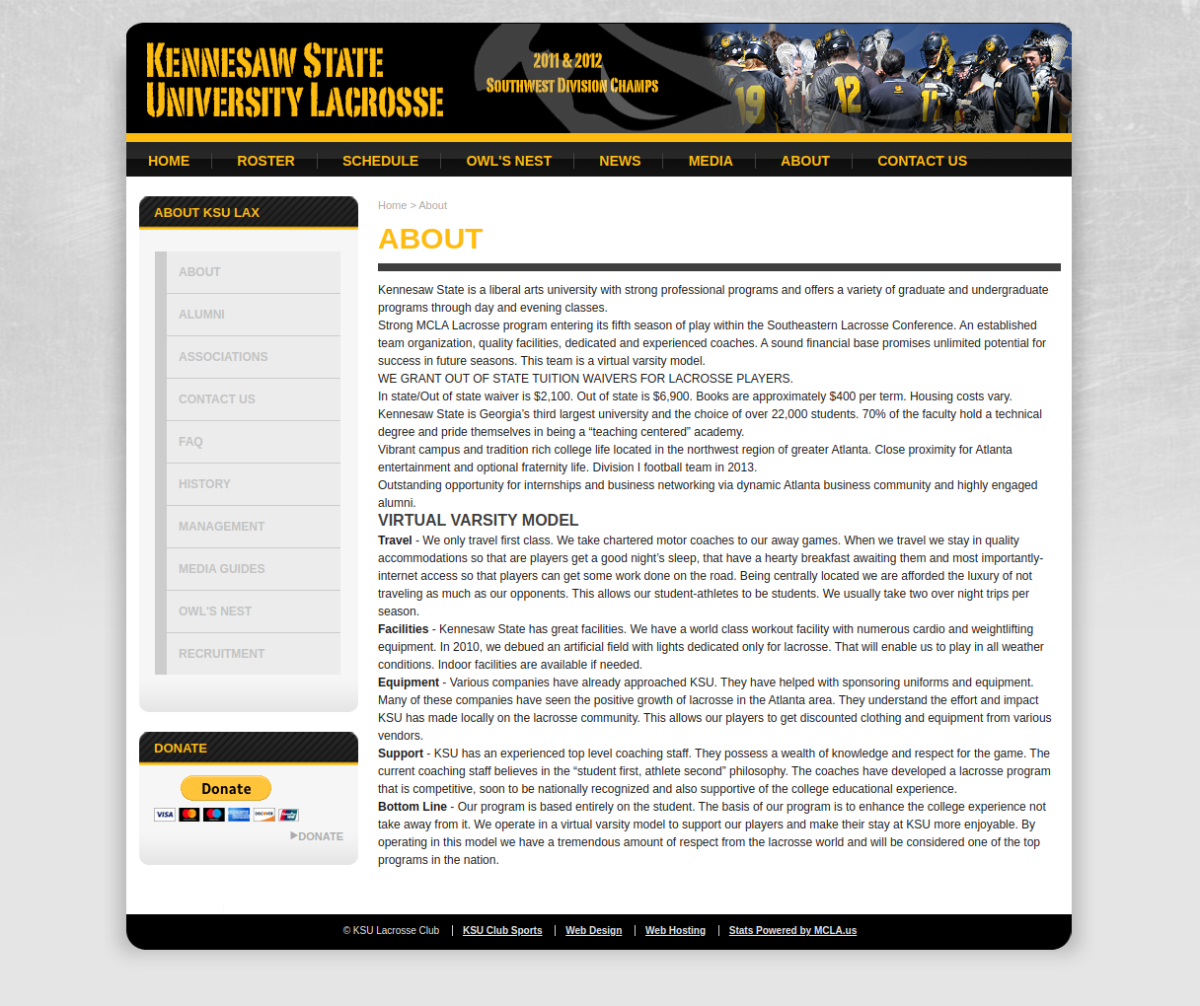 KENNESAW STATE
UNIVERSITY LACROSSE
2011 & 2012
SOUTHWEST DIVISION CHAMPS
19
12
HOME
ROSTER
SCHEDULE
OWL'S NEST
NEWS
MEDIA
ABOUT
CONTACT US
ABOUT KSU LAX
ABOUT
ALUMNI
ASSOCIATIONS
CONTACT US
FAQ
HISTORY
MANAGEMENT
MEDIA GUIDES
OWL'S NEST
RECRUITMENT
DONATE
Donate
VISA
DONATE
Home > About
ABOUT
Kennesaw State is a liberal arts university with strong professional programs and offers a variety of graduate and undergraduate
programs through day and evening classes.
Strong MCLA Lacrosse program entering its fifth season of play within the Southeastern Lacrosse Conference. An established
team organization, quality facilities, dedicated and experienced coaches. A sound financial base promises unlimited potential for
success in future seasons. This team is a virtual varsity model.
WE GRANT OUT OF STATE TUITION WAIVERS FOR LACROSSE PLAYERS.
In state/Out of state waiver is $2,100. Out of state is $6,900. Books are approximately $400 per term. Housing costs vary.
Kennesaw State is Georgia’s third largest university and the choice of over 22,000 students. 70% of the faculty hold a technical
degree and pride themselves in being a “teaching centered” academy.
Vibrant campus and tradition rich college life located in the northwest region of greater Atlanta. Close proximity for Atlanta
entertainment and optional fraternity life. Division I football team in 2013.
Outstanding opportunity for internships and business networking via dynamic Atlanta business community and highly engaged
alumni.
VIRTUAL VARSITY MODEL
Travel - We only travel first class. We take chartered motor coaches to our away games. When we travel we stay in quality
accommodations so that are players get a good night’s sleep, that have a hearty breakfast awaiting them and most importantly-
internet access so that players can get some work done on the road. Being centrally located we are afforded the luxury of not
traveling as much as our opponents. This allows our student-athletes to be students. We usually take two over night trips per
season.
Facilities - Kennesaw State has great facilities. We have a world class workout facility with numerous cardio and weightlifting
equipment. In 2010, we debued an artificial field with lights dedicated only for lacrosse. That will enable us to play in all weather
conditions. Indoor facilities are available if needed.
Equipment - Various companies have already approached KSU. They have helped with sponsoring uniforms and equipment.
Many of these companies have seen the positive growth of lacrosse in the Atlanta area. They understand the effort and impact
KSU has made locally on the lacrosse community. This allows our players to get discounted clothing and equipment from various
vendors.
Support - KSU has an experienced top level coaching staff. They possess a wealth of knowledge and respect for the game. The
current coaching staff believes in the “student first, athlete second” philosophy. The coaches have developed a lacrosse program
that is competitive, soon to be nationally recognized and also supportive of the college educational experience.
Bottom Line - Our program is based entirely on the student. The basis of our program is to enhance the college experience not
take away from it. We operate in a virtual varsity model to support our players and make their stay at KSU more enjoyable. By
operating in this model we have a tremendous amount of respect from the lacrosse world and will be considered one of the top
programs in the nation.
© KSU Lacrosse Club | KSU Club Sports | Web Design | Web Hosting | Stats Powered by MCLA.us